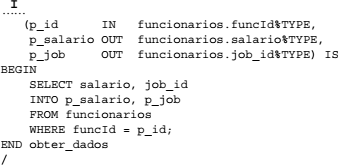 I
......
(p_id IN funcionarios.funcId%TYPE,
p_salario OUT funcionarios.salario%TYPE,
p_job OUT funcionarios.job_id%TYPE) IS
BEGIN
SELECT salario, job_id
INTO p_salario, p_job
FROM funcionarios
WHERE funcId = p_id;
END obter_dados
/